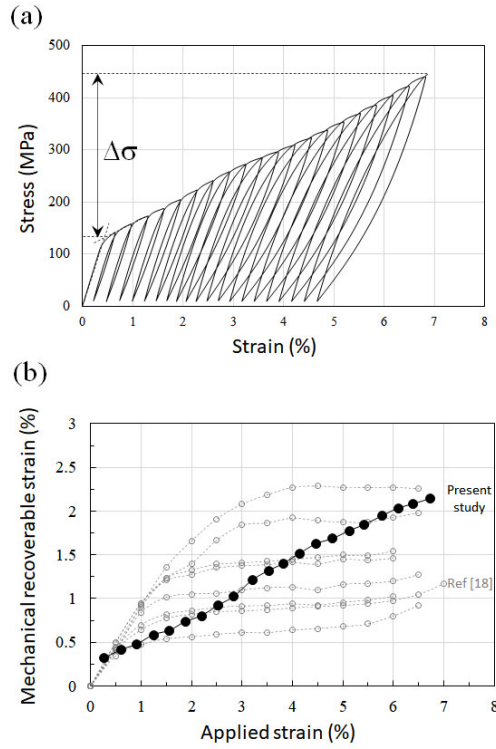 (a)
500
400
300
200
100
0
Stress (MPa)
Δσ
0 1 2 3 4 5 6 7 8
Strain (%)
(b)
3
2.5
2
1.5
1
0.5
0
Mechanical recoverable strain (%)
Present
study
Ref [18]
0 1 2 3 4 5 6 7 8
Applied strain (%)